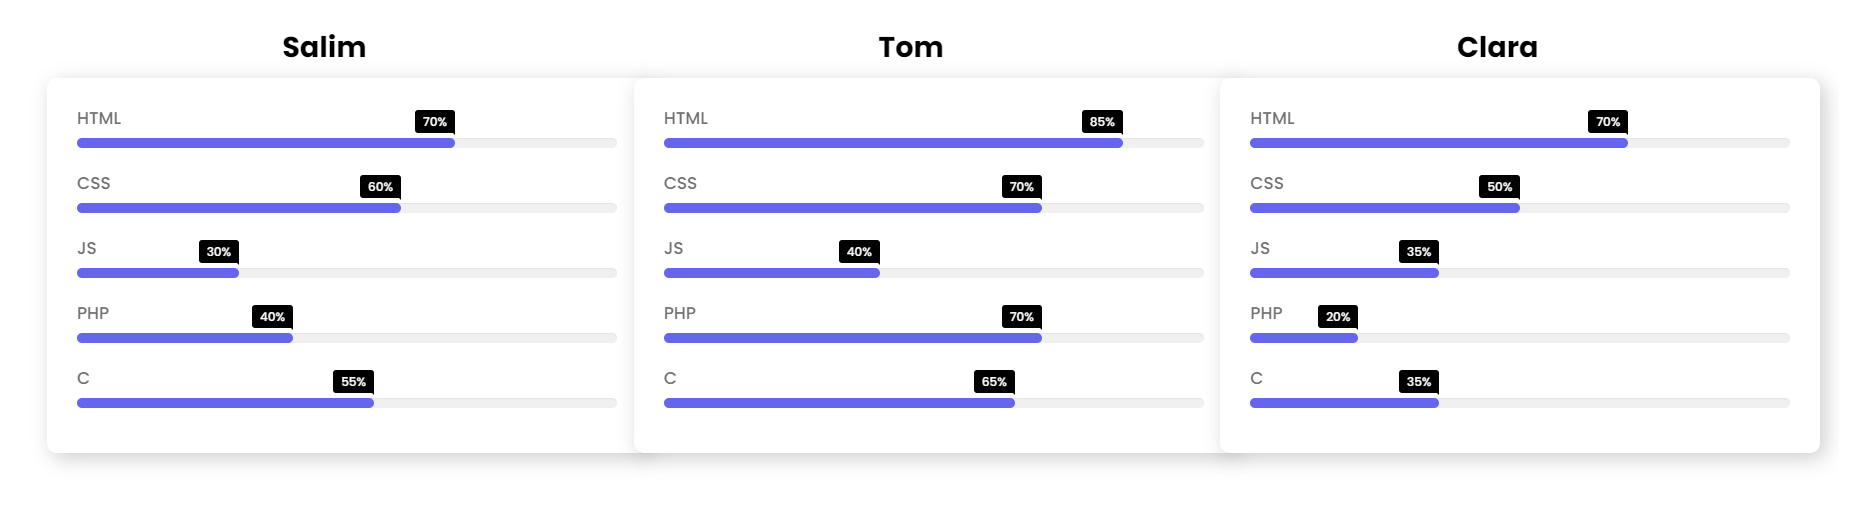 Salim
HTML 70%
CSS 60%
JS 30%
PHP 40%
C 55%
Tom
HTML 85%
CSS 70%
JS 40%
PHP 70%
C 65%
Clara
HTML 70%
CSS 50%
JS 35%
PHP 20%
C 35%